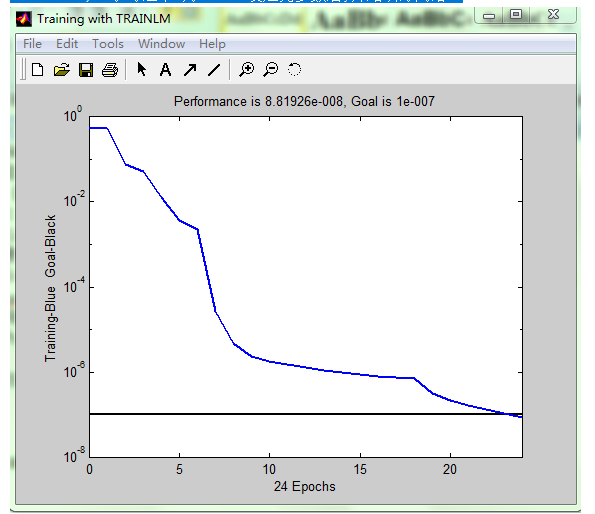 Training with TRAINLM
File Edit Tools Window Help
Performance is 8.81926e-008, Goal is 1e-007
10^0
10^-2
10^-4
10^-6
10^-8
Training-Blue Goal-Black
0 5 10 15 20
24 Epochs